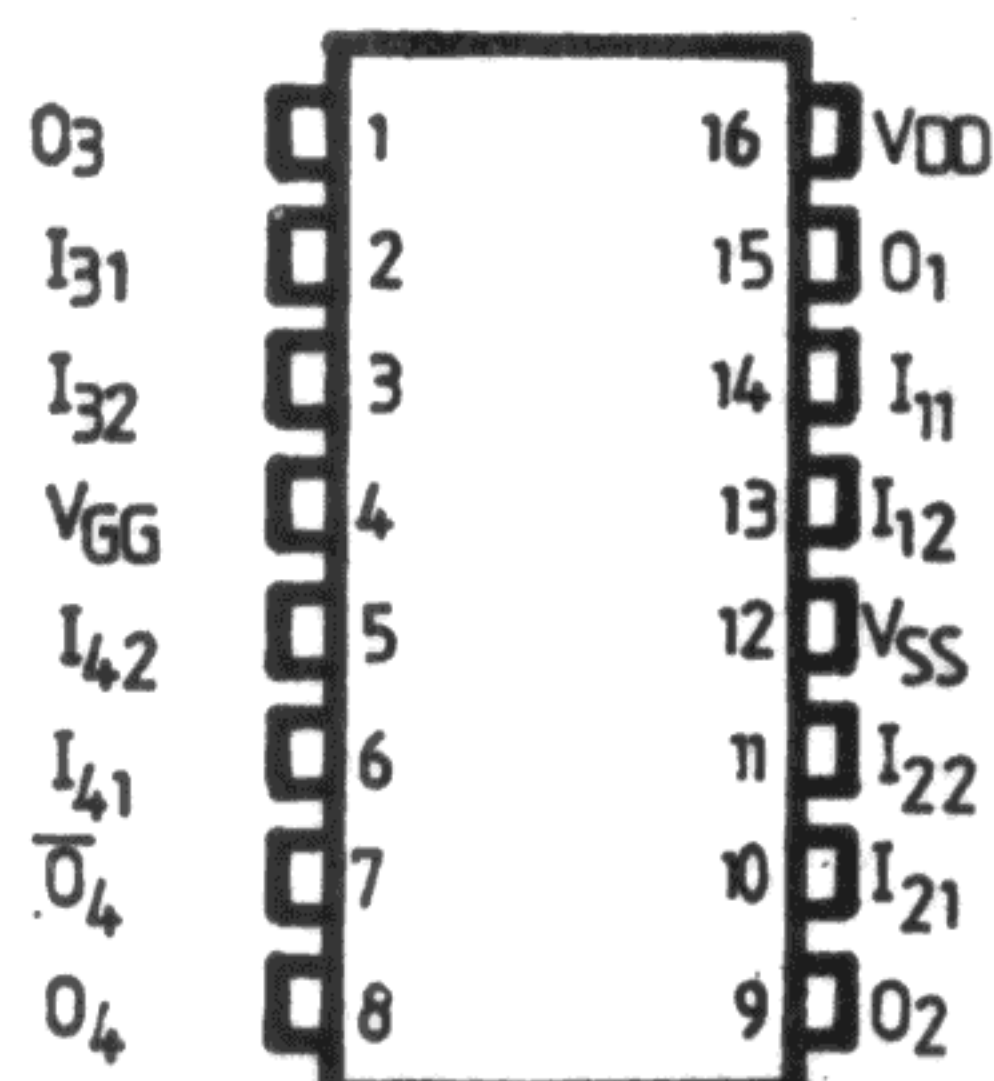 O3 1 16 VDD
I31 2 15 O1
I32 3 14 I11
VGG 4 13 I12
I42 5 12 VSS
I41 6 11 I22
O̅4 7 10 I21
O4 8 9 O2